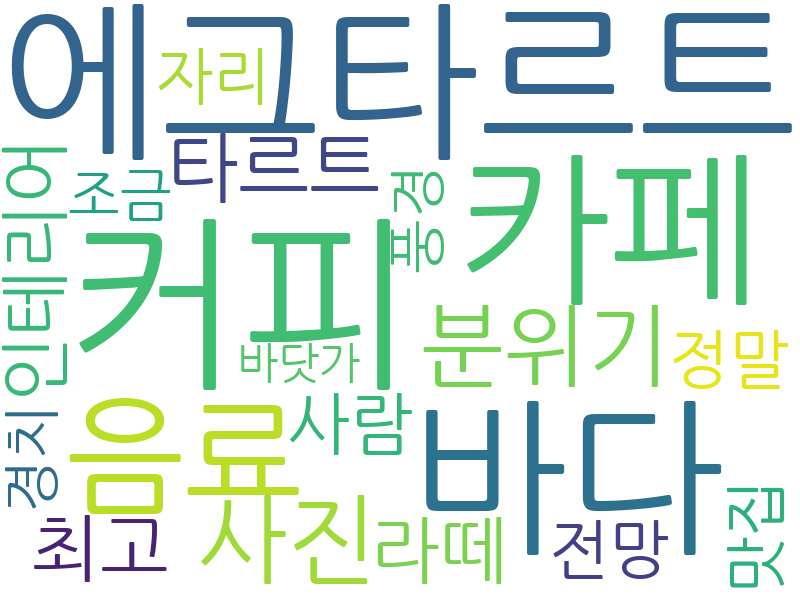 에그타르트
자리
타르트
조금
인테리어
풍경
카페
커피
바닷가
분위기
정말
음료
사람
바다
경치
최고
사진
라떼
전망
맛집